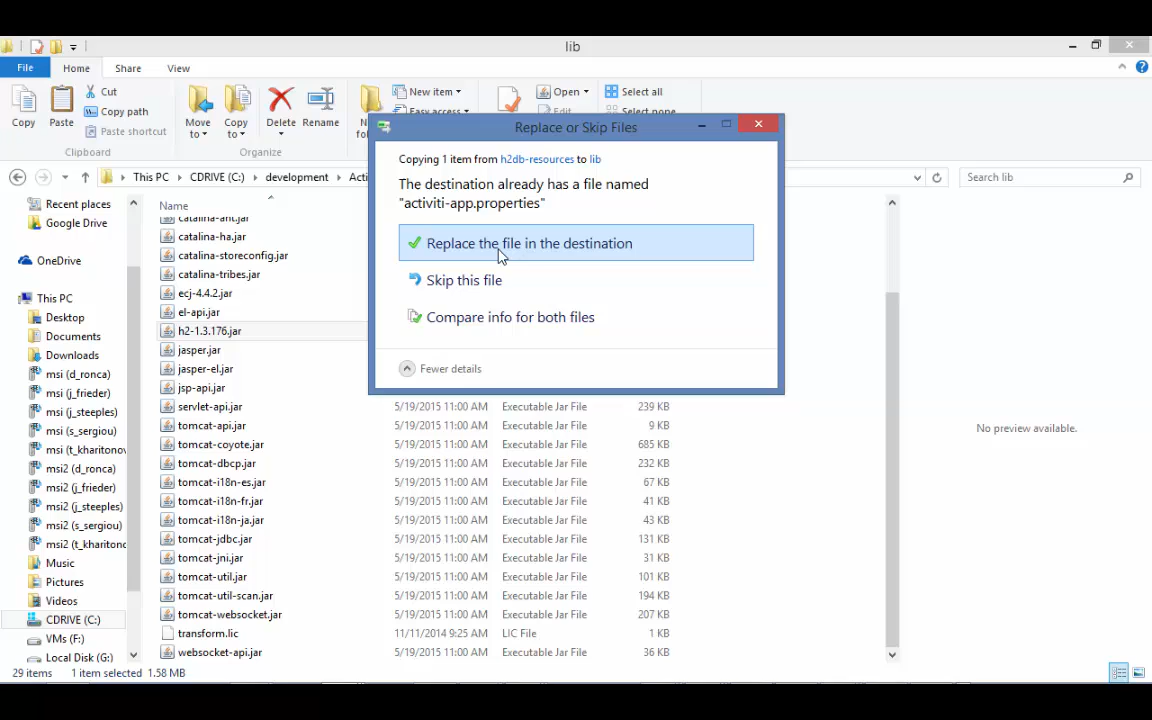 lib
File Home Share View
Cut
Copy path
Paste shortcut
Copy Paste
Clipboard
Move to Copy to Delete Rename
Organize
New item
Easy access
Open
Edit
Select all
Select none
This PC CDRIVE (C:) development
Search lib
Recent places
Google Drive
OneDrive
This PC
Desktop
Documents
Downloads
msi (d_ronca)
msi (j_frieder)
msi (j_steeples)
msi (s_sergiou)
msi (t_kharitonov
msi2 (d_ronca)
msi2 (j_frieder)
msi2 (j_steeples)
msi2 (s_sergiou)
msi2 (t_kharitonc
Music
Pictures
Videos
CDRIVE (C:)
VMs (F:)
Local Disk (G:)
Name
catalina-ant.jar
catalina-ha.jar
catalina-storeconfig.jar
catalina-tribes.jar
ecj-4.4.2.jar
el-api.jar
h2-1.3.176.jar
jasper.jar
jasper-el.jar
jsp-api.jar
servlet-api.jar 5/19/2015 11:00 AM Executable Jar File 239 KB
tomcat-api.jar 5/19/2015 11:00 AM Executable Jar File 9 KB
tomcat-coyote.jar 5/19/2015 11:00 AM Executable Jar File 685 KB
tomcat-dbcp.jar 5/19/2015 11:00 AM Executable Jar File 232 KB
tomcat-i18n-es.jar 5/19/2015 11:00 AM Executable Jar File 67 KB
tomcat-i18n-fr.jar 5/19/2015 11:00 AM Executable Jar File 41 KB
tomcat-i18n-ja.jar 5/19/2015 11:00 AM Executable Jar File 43 KB
tomcat-jdbc.jar 5/19/2015 11:00 AM Executable Jar File 131 KB
tomcat-jni.jar 5/19/2015 11:00 AM Executable Jar File 31 KB
tomcat-util.jar 5/19/2015 11:00 AM Executable Jar File 101 KB
tomcat-util-scan.jar 5/19/2015 11:00 AM Executable Jar File 194 KB
tomcat-websocket.jar 5/19/2015 11:00 AM Executable Jar File 207 KB
transform.lic 11/11/2014 9:25 AM LIC File 1 KB
websocket-api.jar 5/19/2015 11:00 AM Executable Jar File 36 KB
Replace or Skip Files
Copying 1 item from h2db-resources to lib
The destination already has a file named
"activiti-app.properties"
Replace the file in the destination
Skip this file
Compare info for both files
Fewer details
No preview available.
29 items 1 item selected 1.58 MB